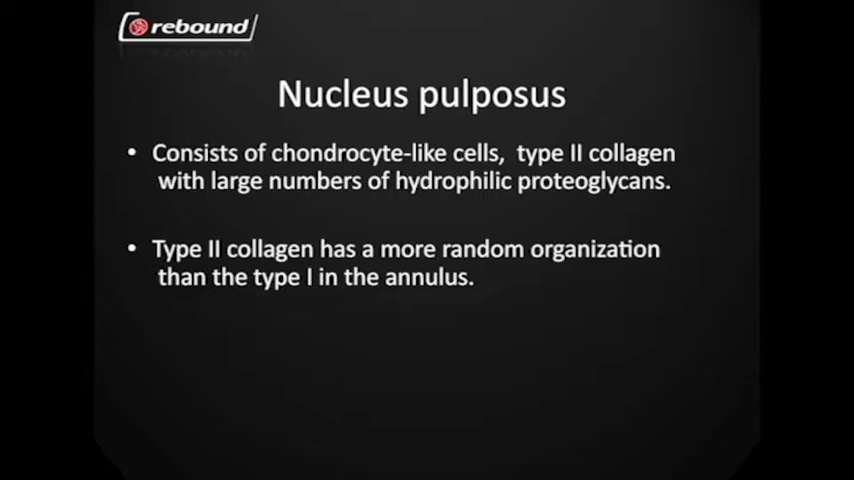 rebound
Nucleus pulposus
• Consists of chondrocyte-like cells, type II collagen
with large numbers of hydrophilic proteoglycans.
• Type II collagen has a more random organization
than the type I in the annulus.